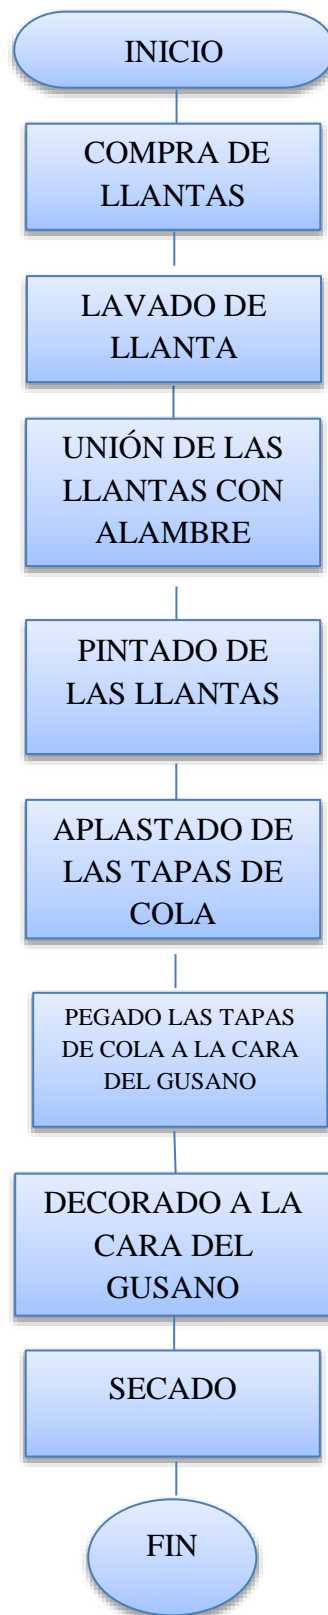 INICIO
COMPRA DE
LLANTAS
LAVADO DE
LLANTA
UNIÓN DE LAS
LLANTAS CON
ALAMBRE
PINTADO DE
LAS LLANTAS
APLASTADO DE
LAS TAPAS DE
COLA
PEGADO LAS TAPAS
DE COLA A LA CARA
DEL GUSANO
DECORADO A LA
CARA DEL
GUSANO
SECADO
FIN